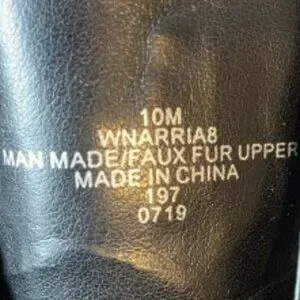 10M
WNARRIA8
MAN MADE/FAUX FUR UPPER
MADE IN CHINA
197
0719